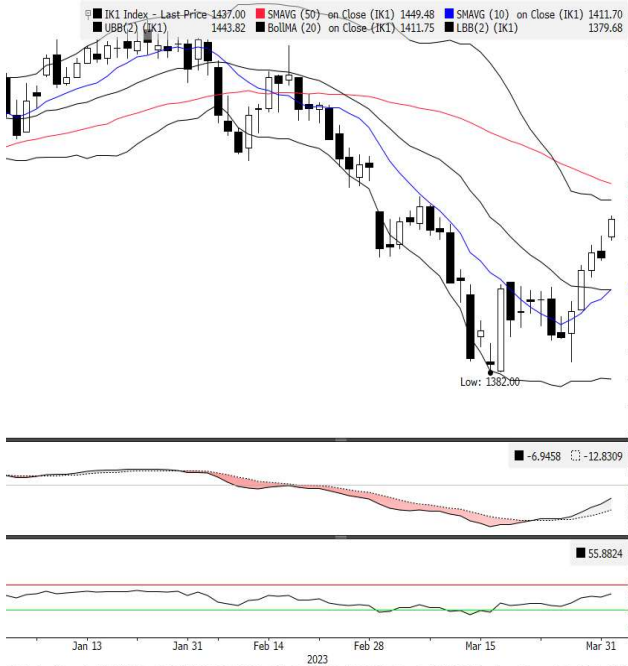 IK1 Index - Last Price 1437.00 SMAVG (50) on Close (IK1) 1449.48 SMAVG (10) on Close (IK1) 1411.70
UBB(2) (IK1) 1443.82 BollMA (20) on Close (IK1) 1411.75 LBB(2) (IK1) 1379.68
Low: 1382.00
-6.9458 -12.8309
55.8824
Jan 13 Jan 31 Feb 14 Feb 28 Mar 15 Mar 31
2023